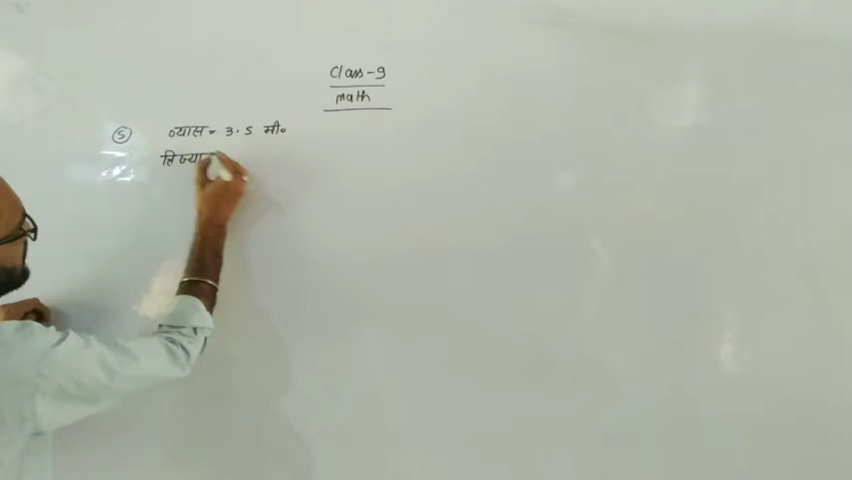 Class-9
math
(5) व्यास = 3.5 मी०
त्रिज्या